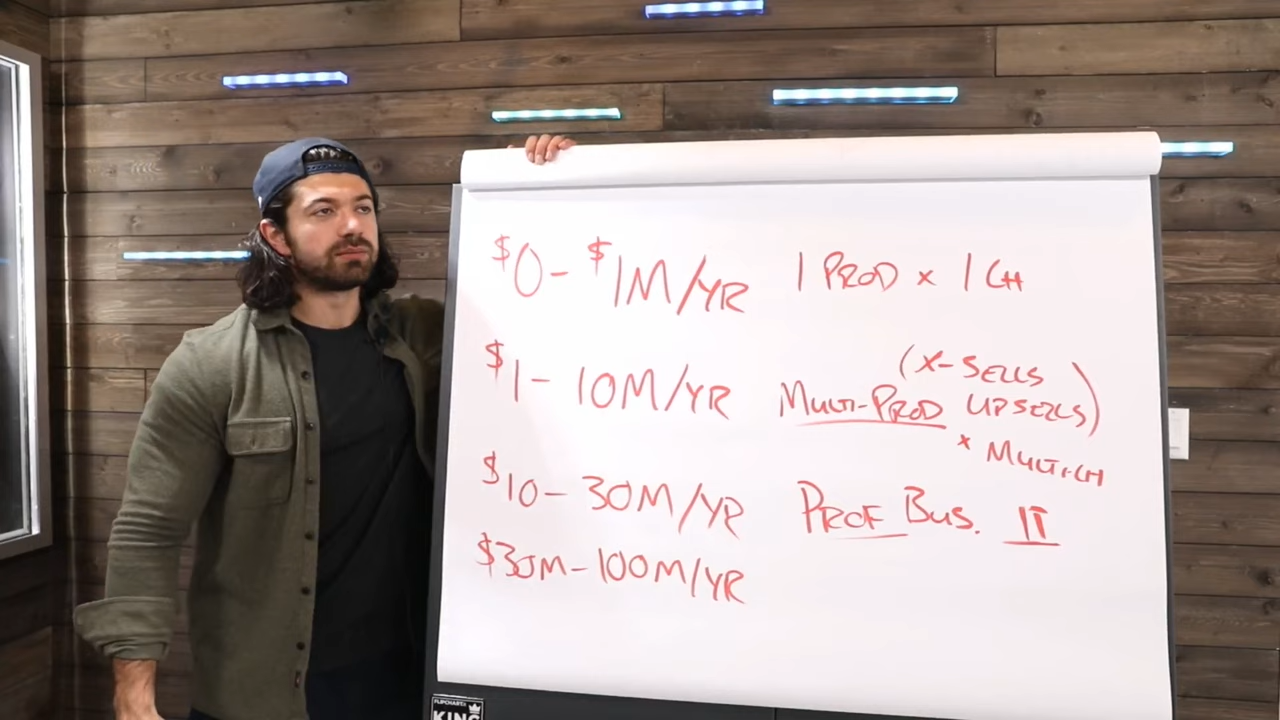 $0 - $1M/YR 1 PROD x 1 CH
(X-SELLS
$1 - 10M/YR MULTI-PROD UPSELLS)
x MULTI-CH
$10 - 30M/YR PROF BUS. IT
$30M - 100M/YR
FLIPCHARTS
KING